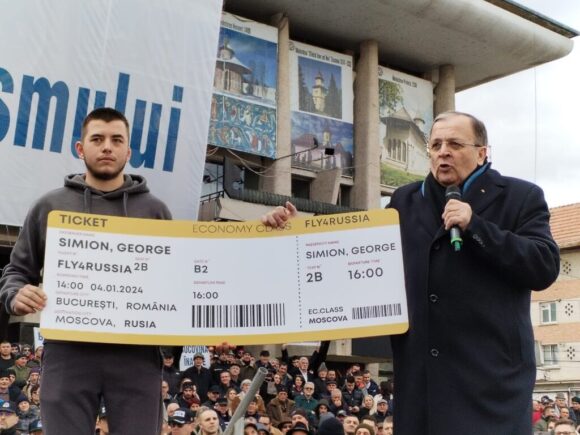 smului
TICKET
ECONOMY CLASS
FLY4RUSSIA
SIMION, GEORGE
FLY4RUSSIA 2B
B2
14:00 04.01.2024
16:00
BUCUREȘTI, ROMÂNIA
MOSCOVA, RUSIA
SIMION, GEORGE
2B 16:00
EC.CLASS
MOSCOVA